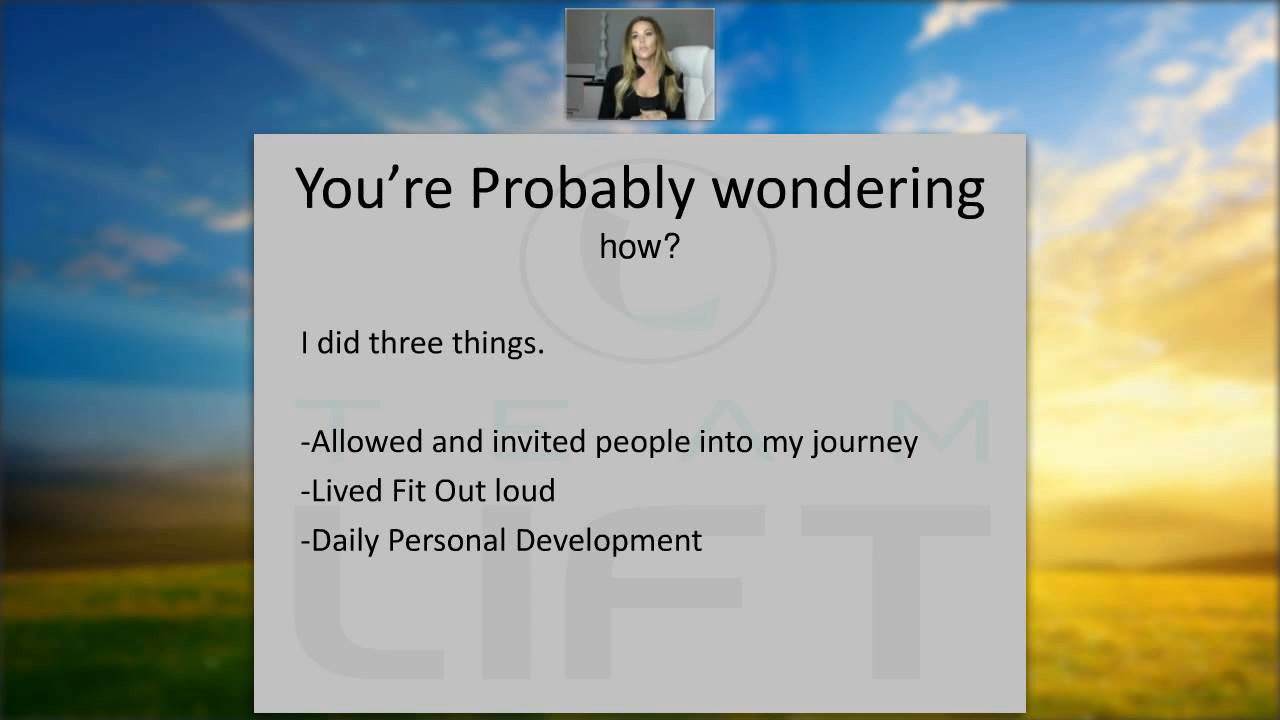 You're Probably wondering
how?
I did three things.
-Allowed and invited people into my journey
-Lived Fit Out loud
-Daily Personal Development
TEAM
LIFT